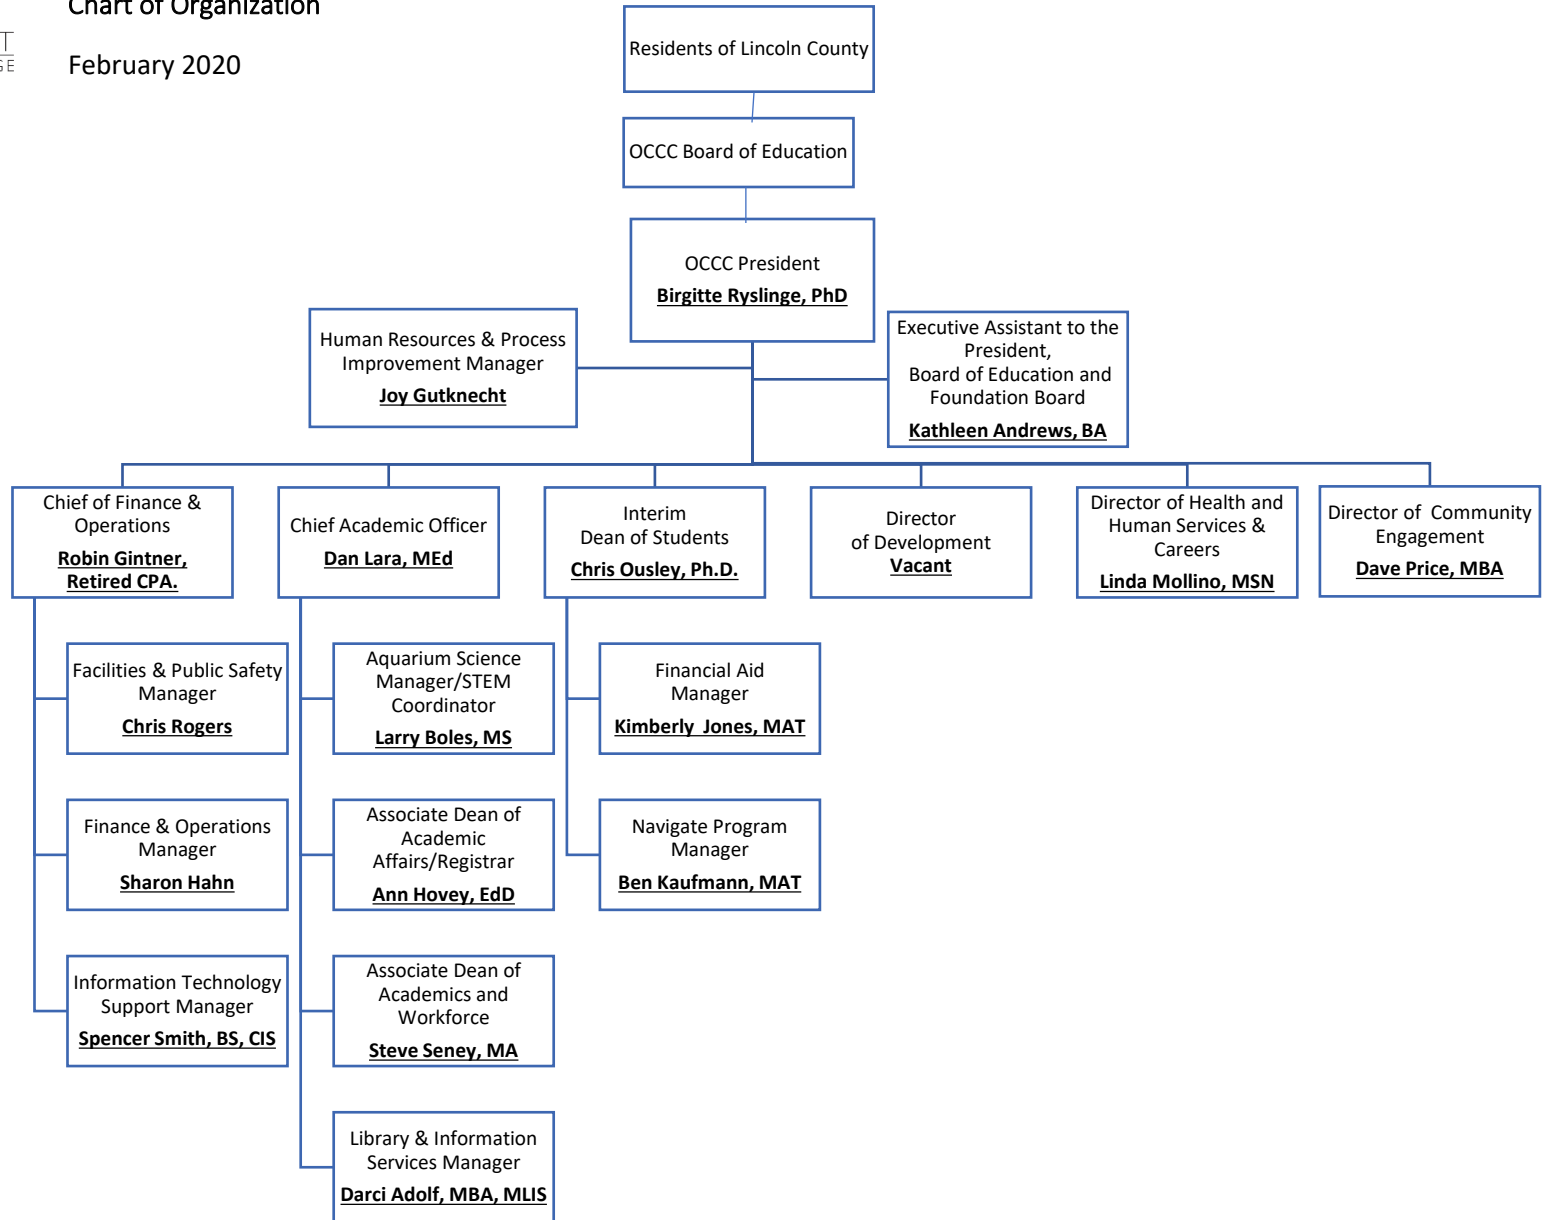 Chart of Organization
February 2020
T
GE
Residents of Lincoln County
OCCC Board of Education
OCCC President
Birgitte Ryslinge, PhD
Human Resources & Process
Improvement Manager
Joy Gutknecht
Executive Assistant to the
President,
Board of Education and
Foundation Board
Kathleen Andrews, BA
Chief of Finance &
Operations
Robin Gintner,
Retired CPA.
Chief Academic Officer
Dan Lara, MEd
Interim
Dean of Students
Chris Ousley, Ph.D.
Director
of Development
Vacant
Director of Health and
Human Services &
Careers
Linda Mollino, MSN
Director of  Community
Engagement
Dave Price, MBA
Facilities & Public Safety
Manager
Chris Rogers
Aquarium Science
Manager/STEM
Coordinator
Larry Boles, MS
Financial Aid
Manager
Kimberly  Jones, MAT
Finance & Operations
Manager
Sharon Hahn
Associate Dean of
Academic
Affairs/Registrar
Ann Hovey, EdD
Navigate Program
Manager
Ben Kaufmann, MAT
Information Technology
Support Manager
Spencer Smith, BS, CIS
Associate Dean of
Academics and
Workforce
Steve Seney, MA
Library & Information
Services Manager
Darci Adolf, MBA, MLIS